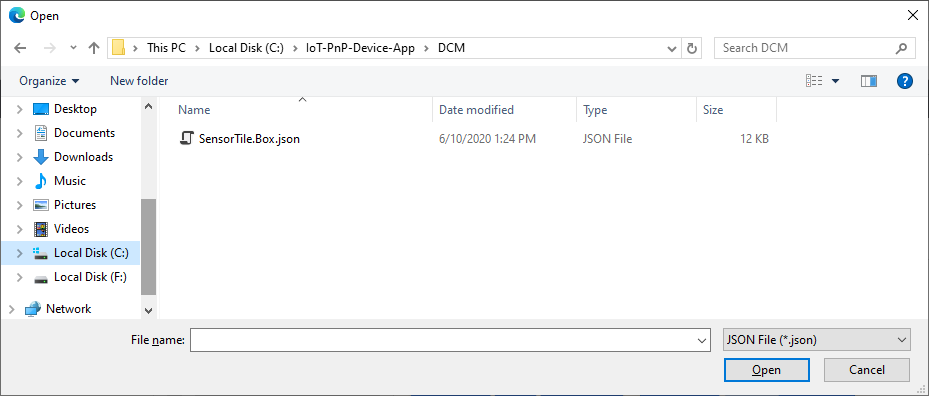 Open
This PC > Local Disk (C:) > IoT-PnP-Device-App > DCM
Search DCM
Organize
New folder
?
Name
Date modified
Type
Size
SensorTile.Box.json
6/10/2020 1:24 PM
JSON File
12 KB
Desktop
Documents
Downloads
Music
Pictures
Videos
Local Disk (C:)
Local Disk (F:)
Network
File name:
JSON File (*.json)
Open
Cancel